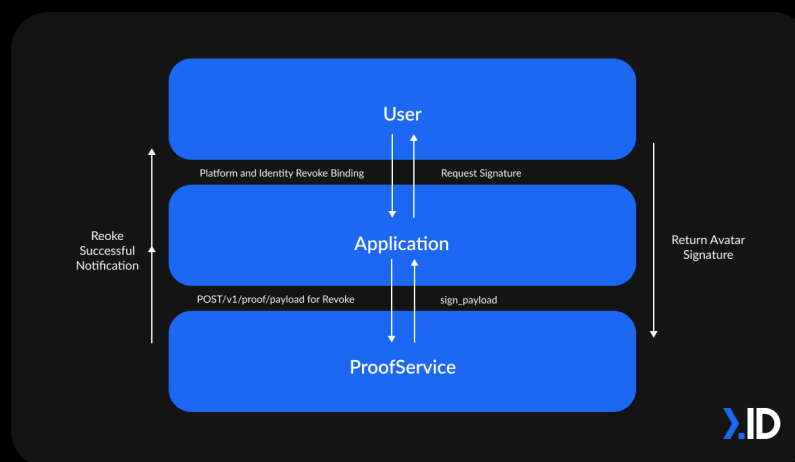 User
Platform and Identity Revoke Binding
Request Signature
Reoke
Successful
Notification
Application
Return Avatar
Signature
POST/v1/proof/payload for Revoke
sign_payload
ProofService
.ID